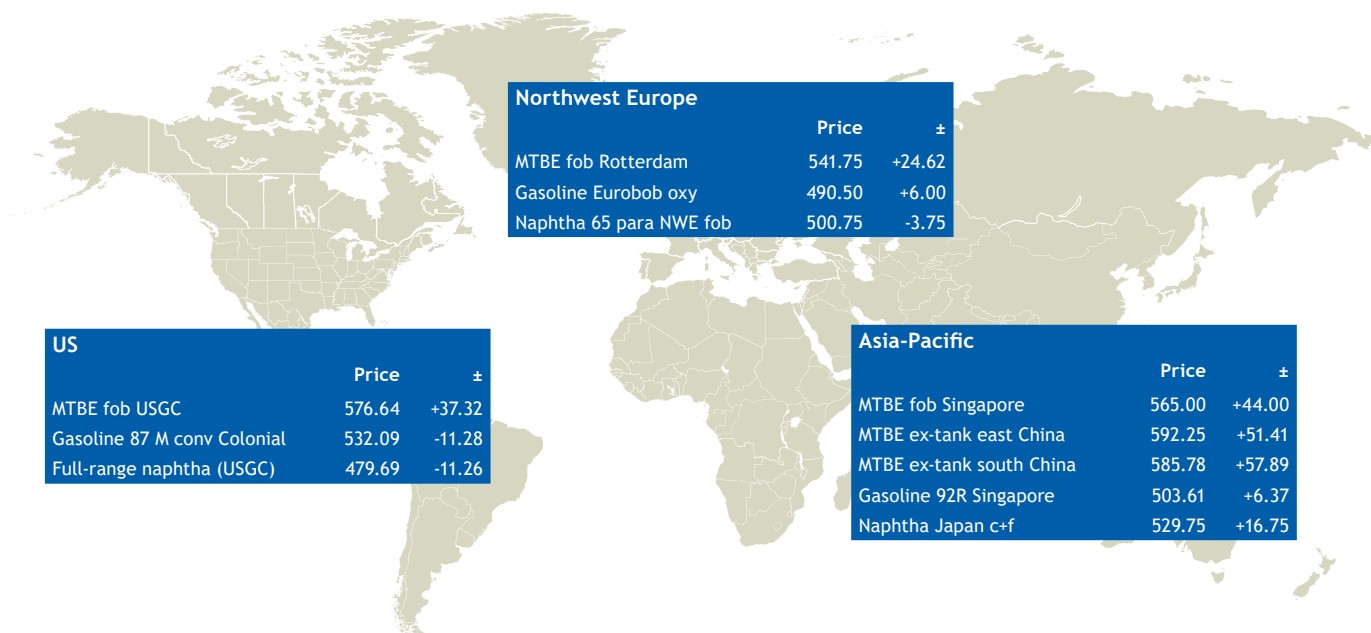 Northwest Europe
Price ±
MTBE fob Rotterdam 541.75 +24.62
Gasoline Eurobob oxy 490.50 +6.00
Naphtha 65 para NWE fob 500.75 -3.75
US
Price ±
MTBE fob USGC 576.64 +37.32
Gasoline 87 M conv Colonial 532.09 -11.28
Full-range naphtha (USGC) 479.69 -11.26
Asia-Pacific
Price ±
MTBE fob Singapore 565.00 +44.00
MTBE ex-tank east China 592.25 +51.41
MTBE ex-tank south China 585.78 +57.89
Gasoline 92R Singapore 503.61 +6.37
Naphtha Japan c+f 529.75 +16.75